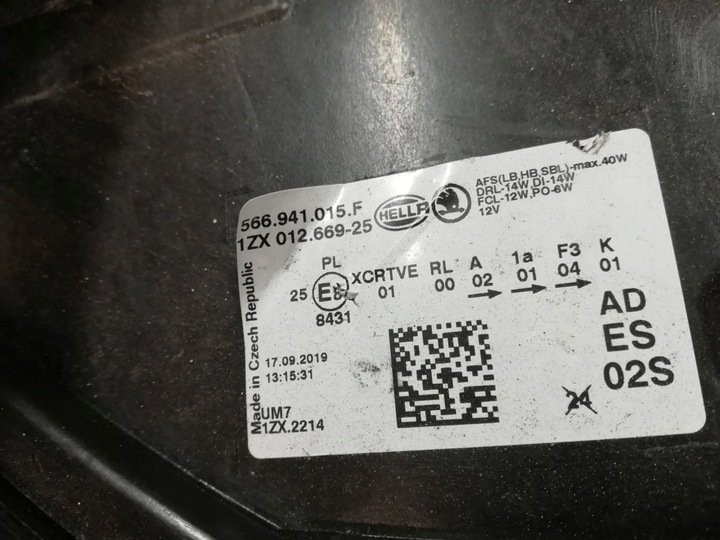 566.941.015.F
1ZX 012.669-25
HELLA
AFS(LB,HB,SBL)-max.40W
DRL-14W,DI-14W
FCL-12W,PO-6W
12V
PL
25 E8 XCRTVE RL A 1a F3 K
01 00 02 01 04 01
8431
Made in Czech Republic
17.09.2019
13:15:31
UM7
1ZX.2214
AD
ES
02S
24